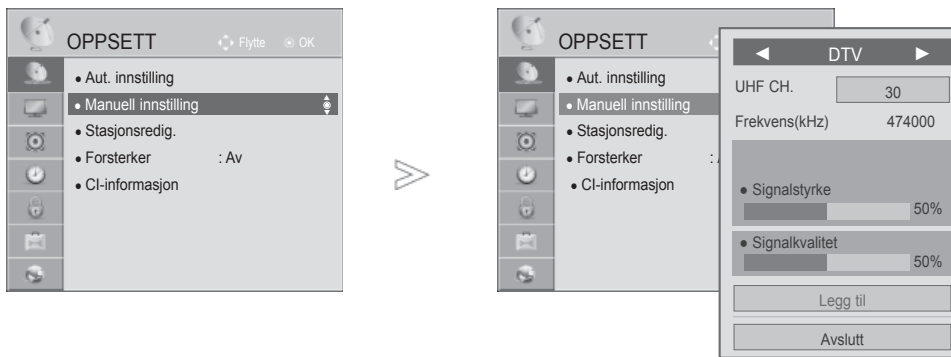 OPPSETT
Flytte OK
• Aut. innstilling
• Manuell innstilling
• Stasjonsredig.
• Forsterker : Av
• CI-informasjon
OPPSETT
• Aut. innstilling
• Manuell innstilling
• Stasjonsredig.
• Forsterker :
• CI-informasjon
◄ DTV ►
UHF CH. 30
Frekvens(kHz) 474000
• Signalstyrke
50%
• Signalkvalitet
50%
Legg til
Avslutt